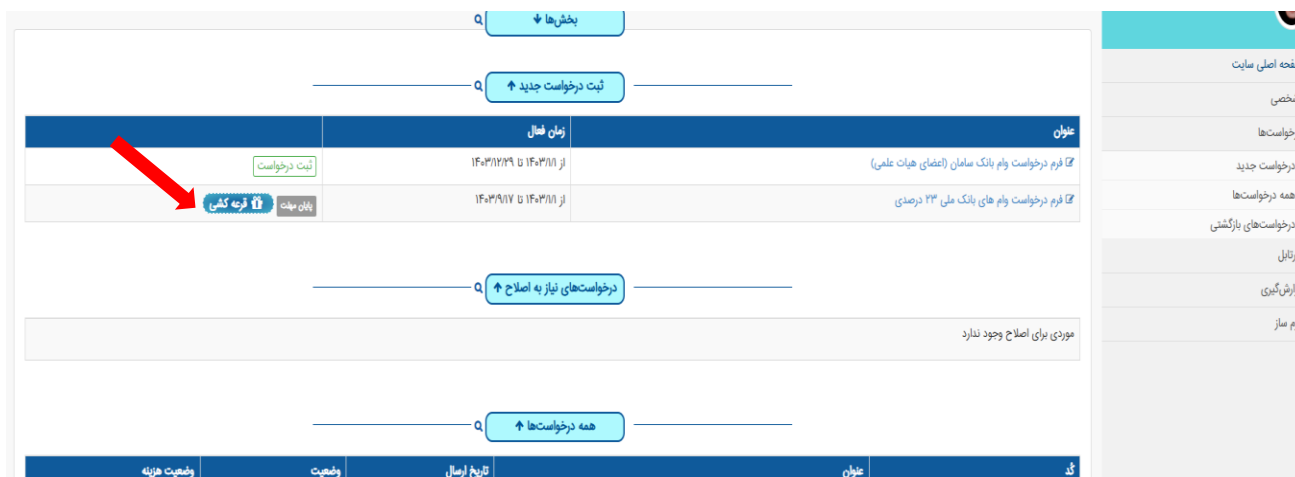 بخش‌ها
ثبت درخواست جدید
عنوان زمان فعال
فرم درخواست وام بانک سامان (اعضای هیات علمی) از ۱۴۰۳/۱/۱ تا ۱۴۰۳/۱۲/۲۹ ثبت درخواست
فرم درخواست وام های بانک ملی ۲۳ درصدی از ۱۴۰۳/۱/۱ تا ۱۴۰۳/۹/۱۷ پایان مهلت قرعه کشی
درخواست‌های نیاز به اصلاح
موردی برای اصلاح وجود ندارد
همه درخواست‌ها
کُد عنوان تاریخ ارسال وضعیت وضعیت هزینه
فحه اصلی سایت
شخصی
خواست‌ها
درخواست جدید
همه درخواست‌ها
درخواست‌های بازگشتی
رتابل
ارش‌گیری
م ساز